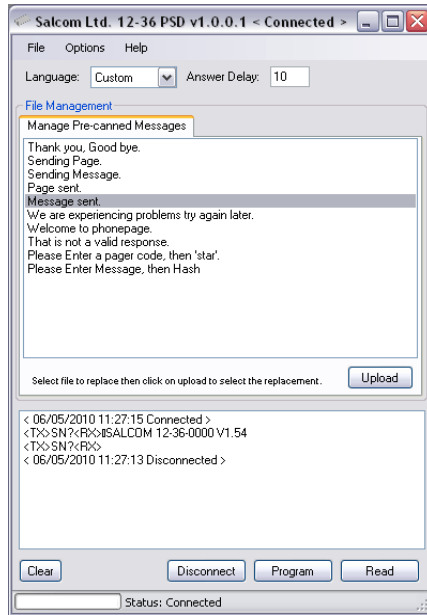 Salcom Ltd. 12-36 PSD v1.0.0.1 < Connected >
File Options Help
Language: Custom Answer Delay: 10
File Management
Manage Pre-canned Messages
Thank you, Good bye.
Sending Page.
Sending Message.
Page sent.
Message sent.
We are experiencing problems try again later.
Welcome to phonepage.
That is not a valid response.
Please Enter a pager code, then 'star'.
Please Enter Message, then Hash
Select file to replace then click on upload to select the replacement. Upload
< 06/05/2010 11:27:15 Connected >
<TX>SN?<RX>SALCOM 12-36-0000 V1.54
<TX>SN?<RX>
< 06/05/2010 11:27:13 Disconnected >
Clear Disconnect Program Read
Status: Connected